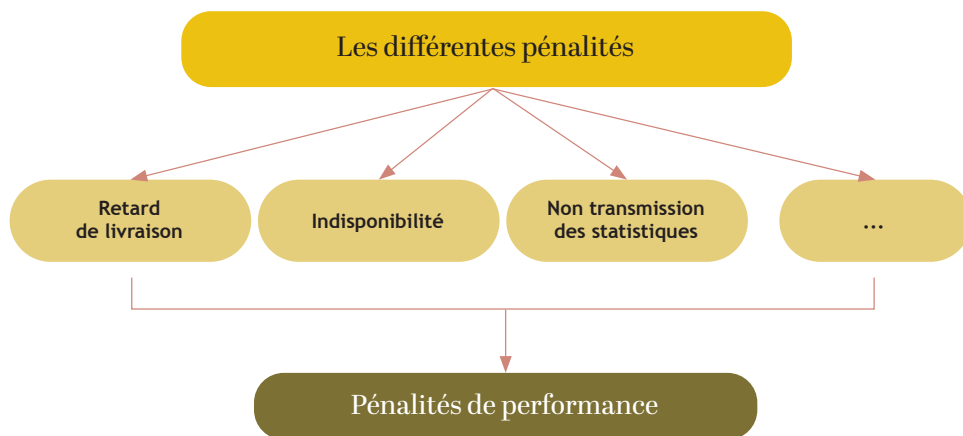 Les différentes pénalités
Retard
de livraison
Indisponibilité
Non transmission
des statistiques
...
Pénalités de performance